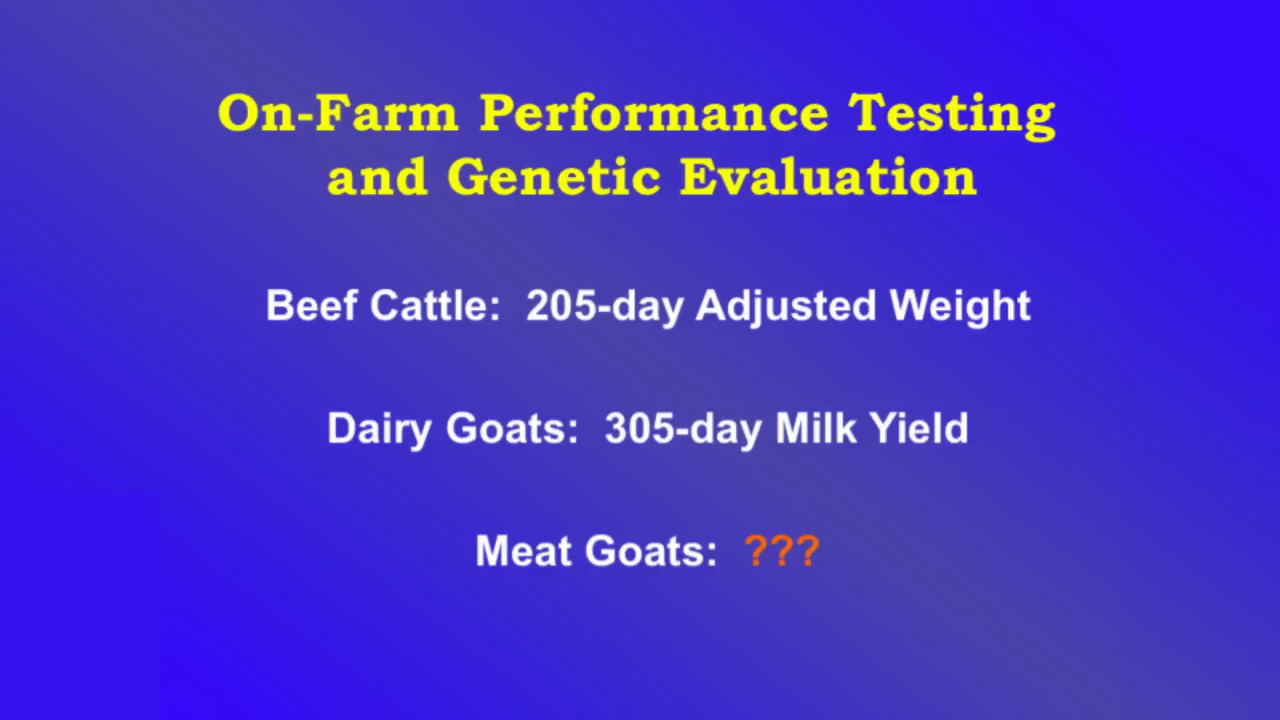 On-Farm Performance Testing
and Genetic Evaluation
Beef Cattle: 205-day Adjusted Weight
Dairy Goats: 305-day Milk Yield
Meat Goats: ???